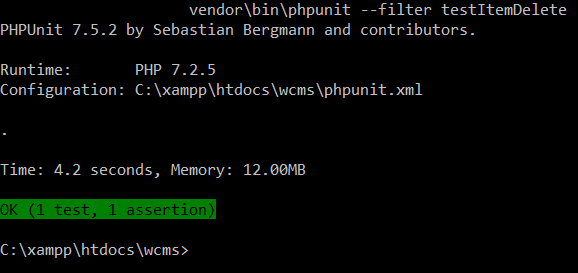 vendor\bin\phpunit --filter testItemDelete
PHPUnit 7.5.2 by Sebastian Bergmann and contributors.
Runtime: PHP 7.2.5
Configuration: C:\xampp\htdocs\wcms\phpunit.xml
.
Time: 4.2 seconds, Memory: 12.00MB
OK (1 test, 1 assertion)
C:\xampp\htdocs\wcms>